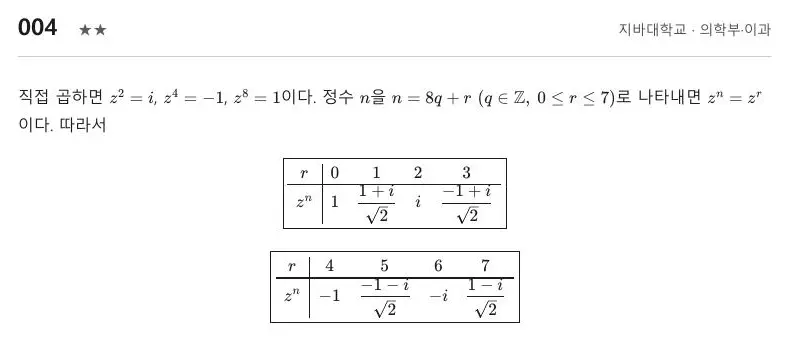 004 ★★ 지바대학교 · 의학부·이과
직접 곱하면 z² = i, z⁴ = −1, z⁸ = 1이다. 정수 n을 n = 8q + r (q ∈ ℤ, 0 ≤ r ≤ 7)로 나타내면 zⁿ = zʳ
이다. 따라서
r 0 1 2 3
zⁿ 1 (1 + i)/√2 i (−1 + i)/√2
r 4 5 6 7
zⁿ −1 (−1 − i)/√2 −i (1 − i)/√2